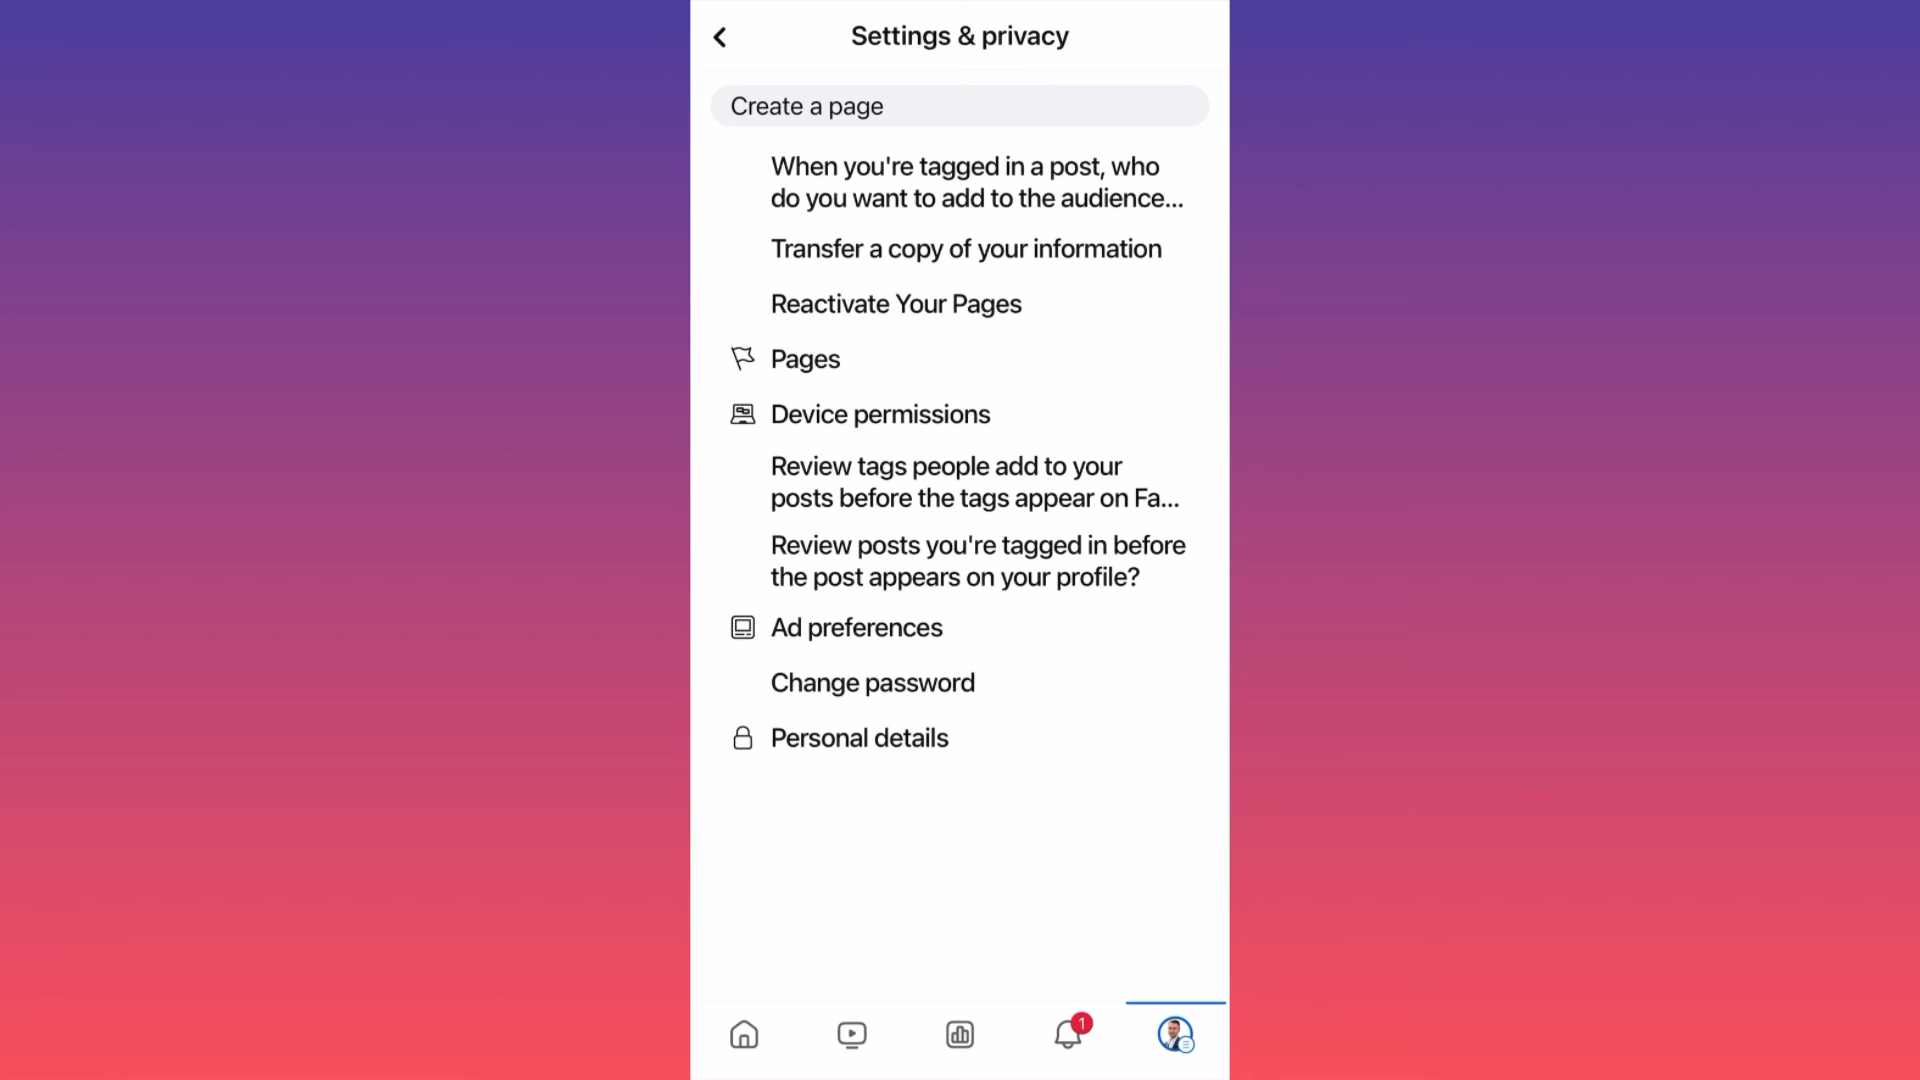 Settings & privacy
Create a page
When you're tagged in a post, who
do you want to add to the audience...
Transfer a copy of your information
Reactivate Your Pages
Pages
Device permissions
Review tags people add to your
posts before the tags appear on Fa...
Review posts you're tagged in before
the post appears on your profile?
Ad preferences
Change password
Personal details
1